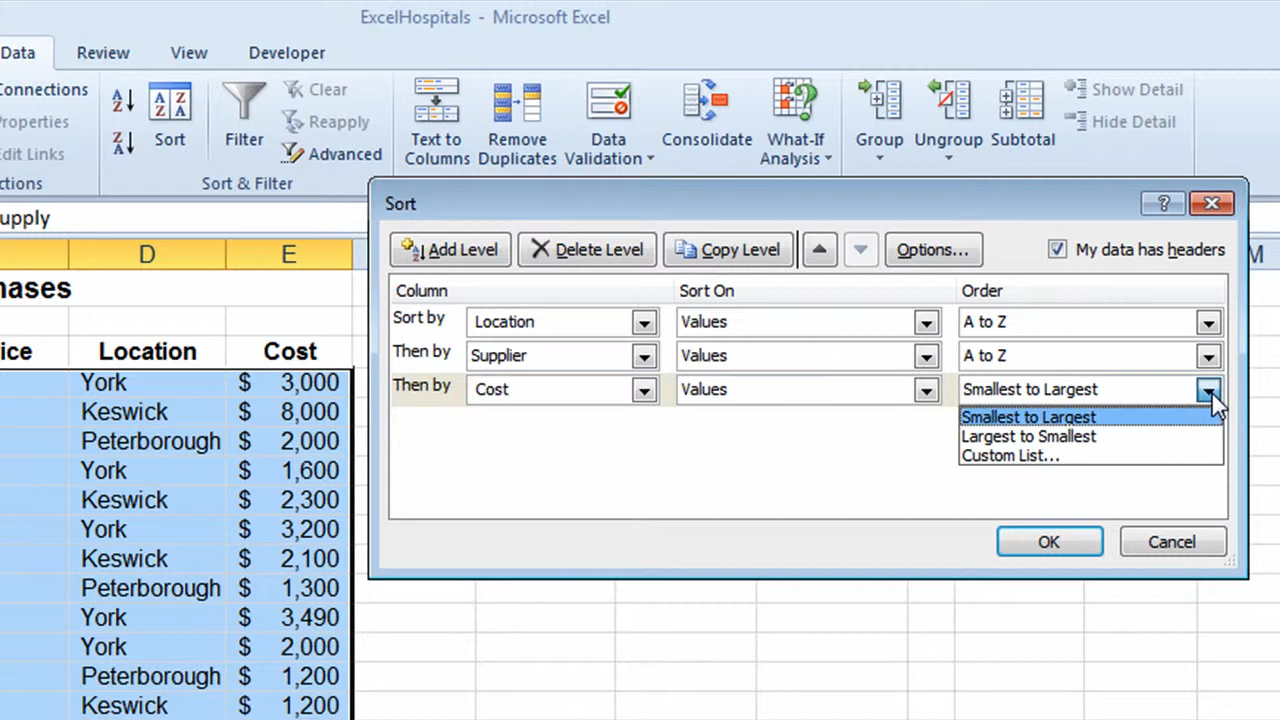 ExcelHospitals - Microsoft Excel
Data Review View Developer
Connections
Properties
Edit Links
Sort
Filter
Clear
Reapply
Advanced
Text to Columns
Remove Duplicates
Data Validation
Consolidate
What-If Analysis
Group
Ungroup
Subtotal
Show Detail
Hide Detail
ctions
Sort & Filter
upply
D E M
hases
ice Location Cost
York $ 3,000
Keswick $ 8,000
Peterborough $ 2,000
York $ 1,600
Keswick $ 2,300
York $ 3,200
Keswick $ 2,100
Peterborough $ 1,300
York $ 3,490
York $ 2,000
Peterborough $ 1,200
Keswick $ 1,200
Sort
Add Level Delete Level Copy Level Options... My data has headers
Column Sort On Order
Sort by Location Values A to Z
Then by Supplier Values A to Z
Then by Cost Values Smallest to Largest
Smallest to Largest
Largest to Smallest
Custom List...
OK Cancel